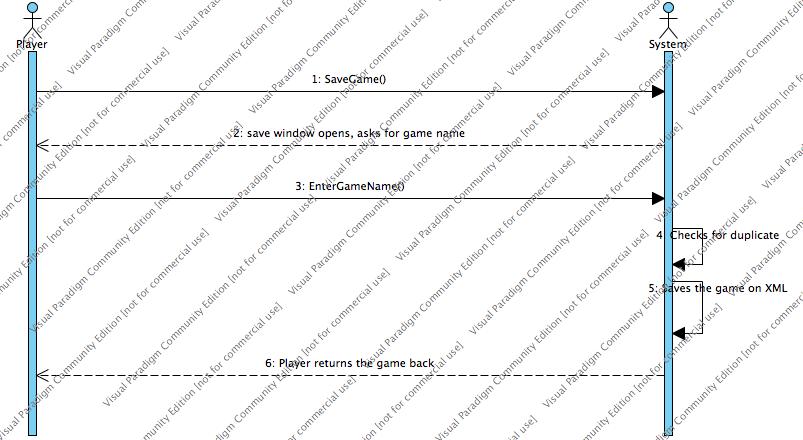 Player
System
1: SaveGame()
2: save window opens, asks for game name
3: EnterGameName()
4: Checks for duplicate
5: Saves the game on XML
6: Player returns the game back
Visual Paradigm Community Edition [not for commercial use]